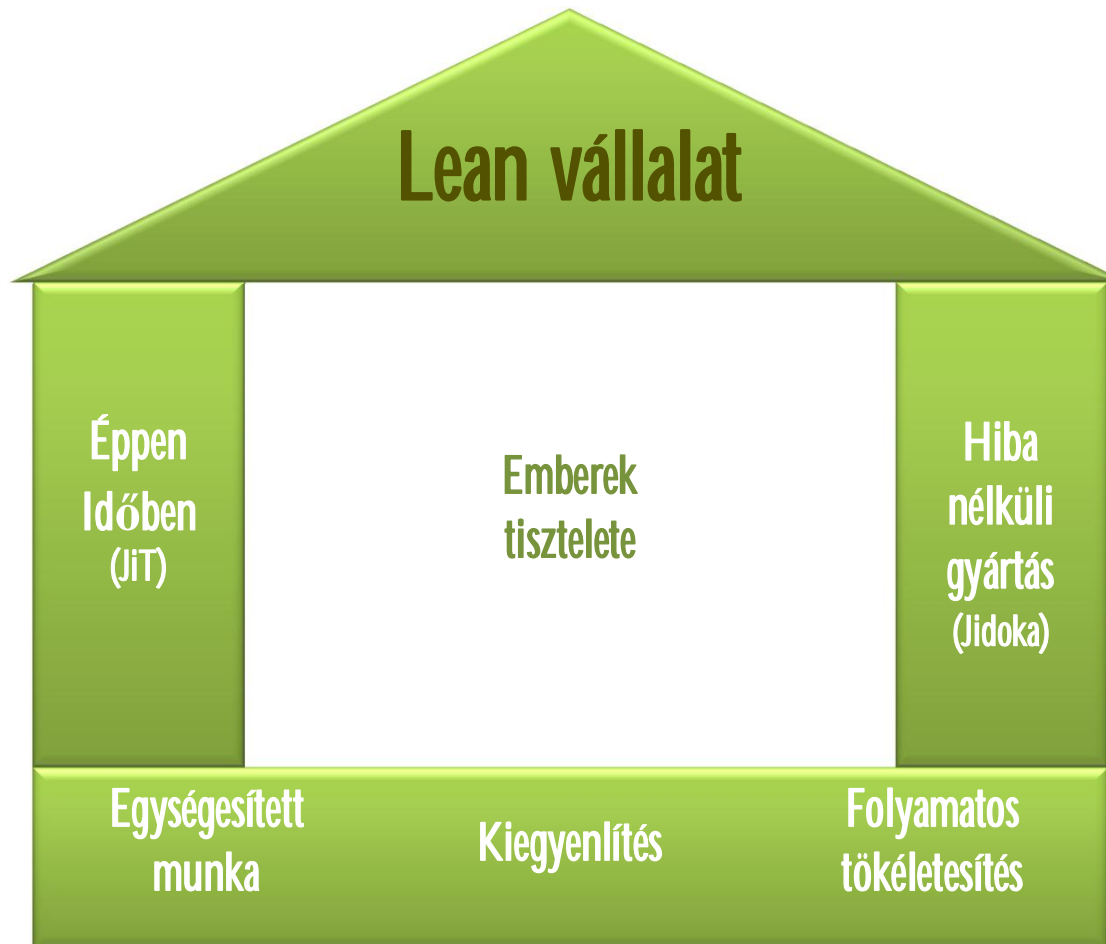 Lean vállalat
Éppen
Időben
(JiT)
Emberek
tisztelete
Hiba
nélküli
gyártás
(Jidoka)
Egységesített
munka
Kiegyenlítés
Folyamatos
tökéletesítés